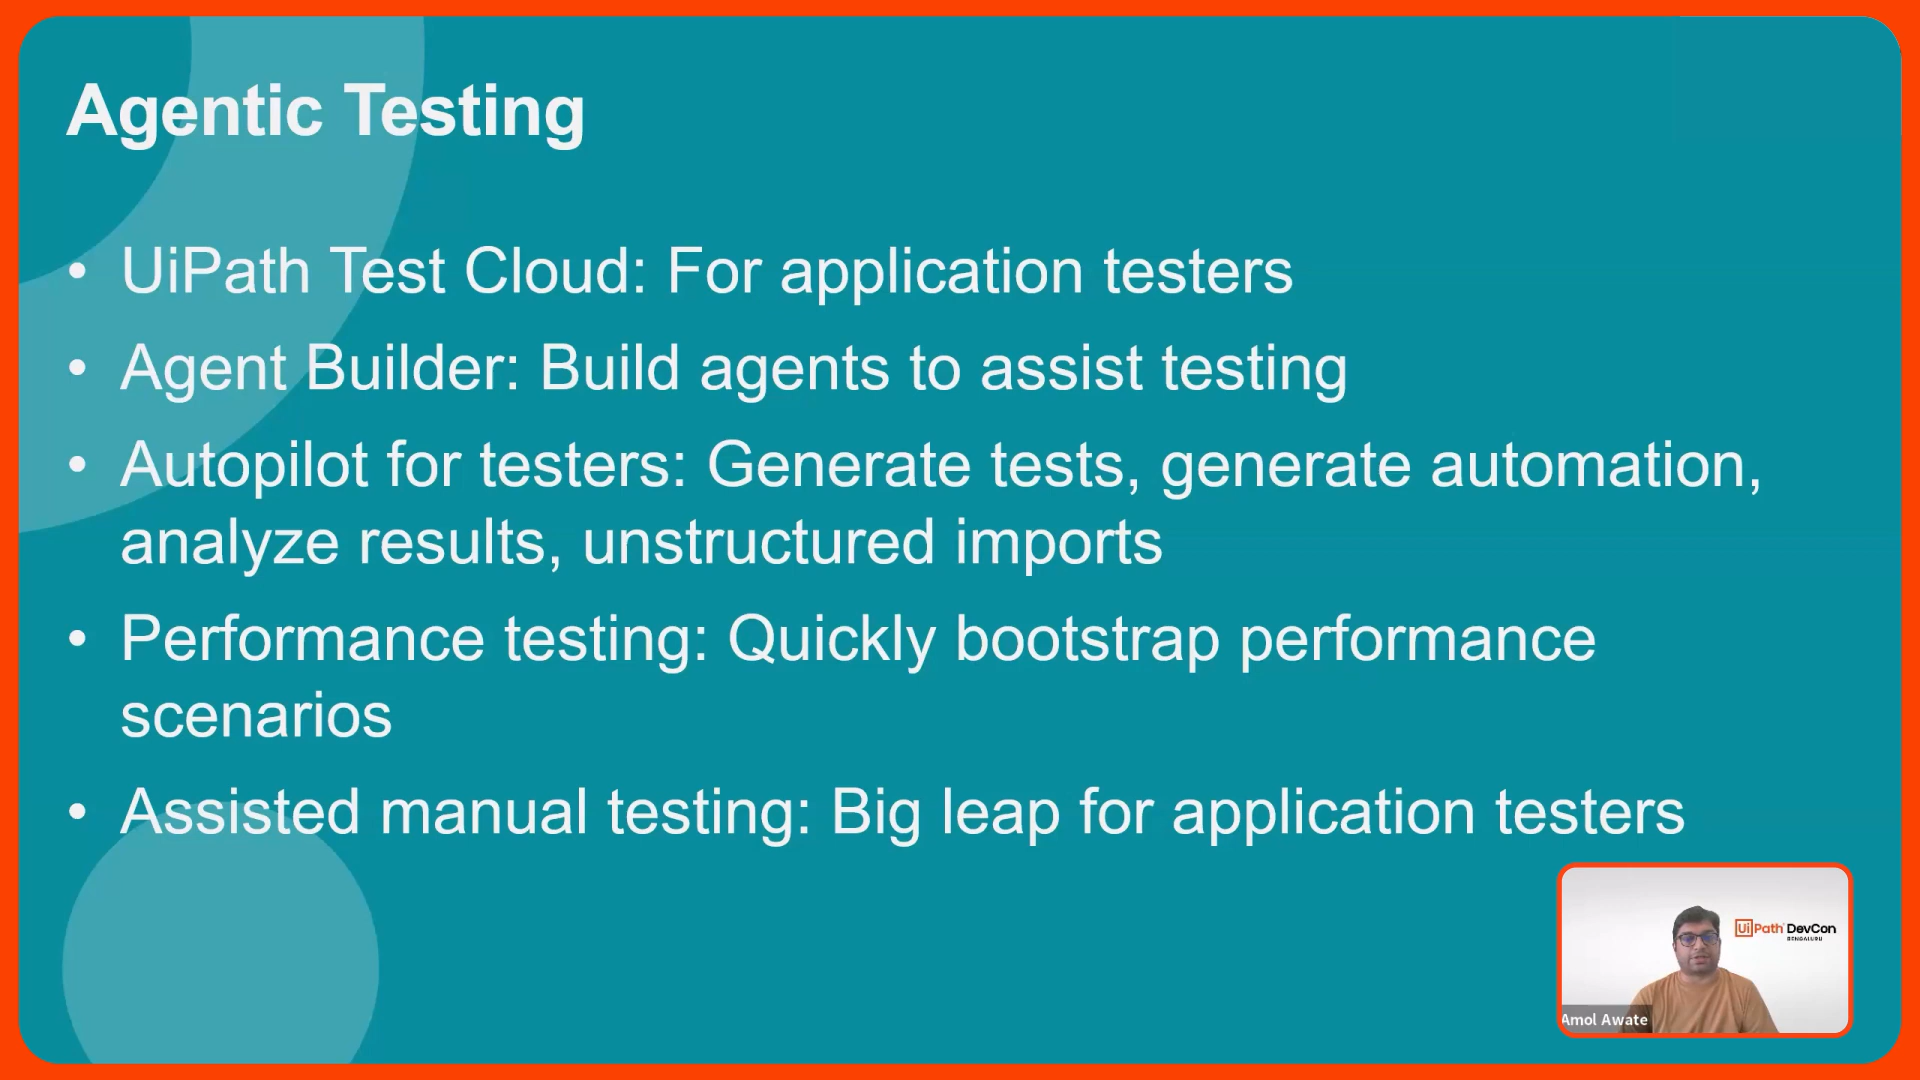 Agentic Testing
• UiPath Test Cloud: For application testers
• Agent Builder: Build agents to assist testing
• Autopilot for testers: Generate tests, generate automation,
analyze results, unstructured imports
• Performance testing: Quickly bootstrap performance
scenarios
• Assisted manual testing: Big leap for application testers
UiPath DevCon
BENGALURU
Amol Awate